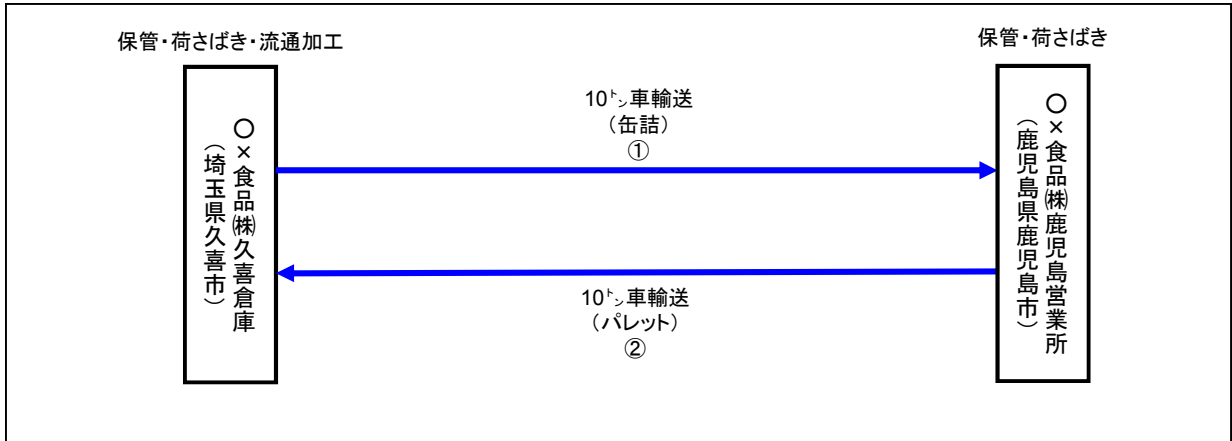 保管・荷さばき・流通加工
保管・荷さばき
〇×食品㈱久喜倉庫
（埼玉県久喜市）
10㌧車輸送
（缶詰）
①
10㌧車輸送
（パレット）
②
〇×食品㈱鹿児島営業所
（鹿児島県鹿児島市）